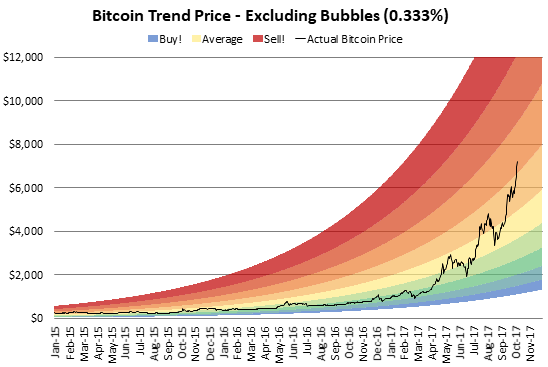 Bitcoin Trend Price - Excluding Bubbles (0.333%)
Buy! Average Sell! Actual Bitcoin Price
$12,000
$10,000
$8,000
$6,000
$4,000
$2,000
$0
Jan-15 Feb-15 Mar-15 Apr-15 May-15 Jun-15 Jul-15 Aug-15 Sep-15 Oct-15 Nov-15 Dec-15 Jan-16 Feb-16 Mar-16 Apr-16 May-16 Jun-16 Jul-16 Aug-16 Sep-16 Oct-16 Nov-16 Dec-16 Jan-17 Feb-17 Mar-17 Apr-17 May-17 Jun-17 Jul-17 Aug-17 Sep-17 Oct-17 Nov-17